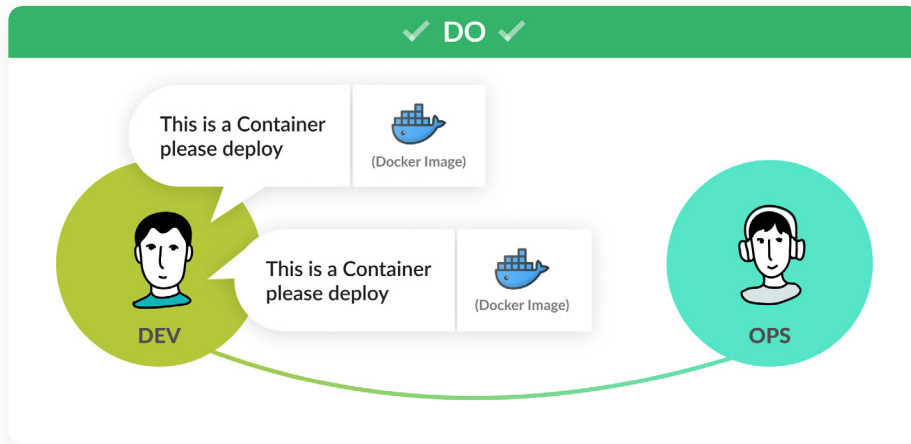 DO
This is a Container
please deploy
(Docker Image)
This is a Container
please deploy
(Docker Image)
DEV
OPS